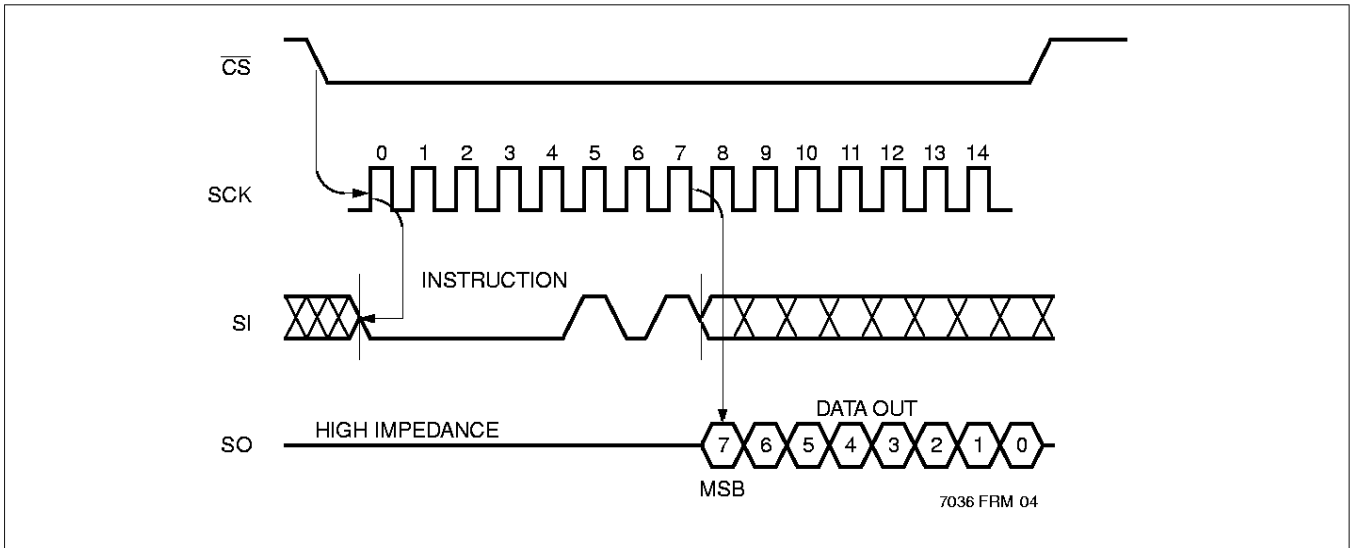 CS
0 1 2 3 4 5 6 7 8 9 10 11 12 13 14
SCK
INSTRUCTION
SI
DATA OUT
HIGH IMPEDANCE
SO
7 6 5 4 3 2 1 0
MSB
7036 FRM 04